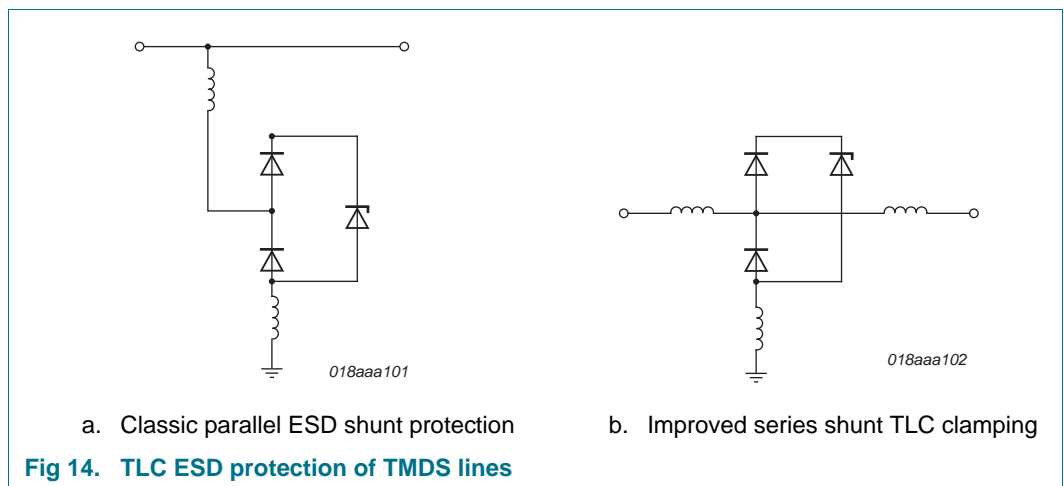 018aaa101
018aaa102
a. Classic parallel ESD shunt protection
b. Improved series shunt TLC clamping
Fig 14. TLC ESD protection of TMDS lines